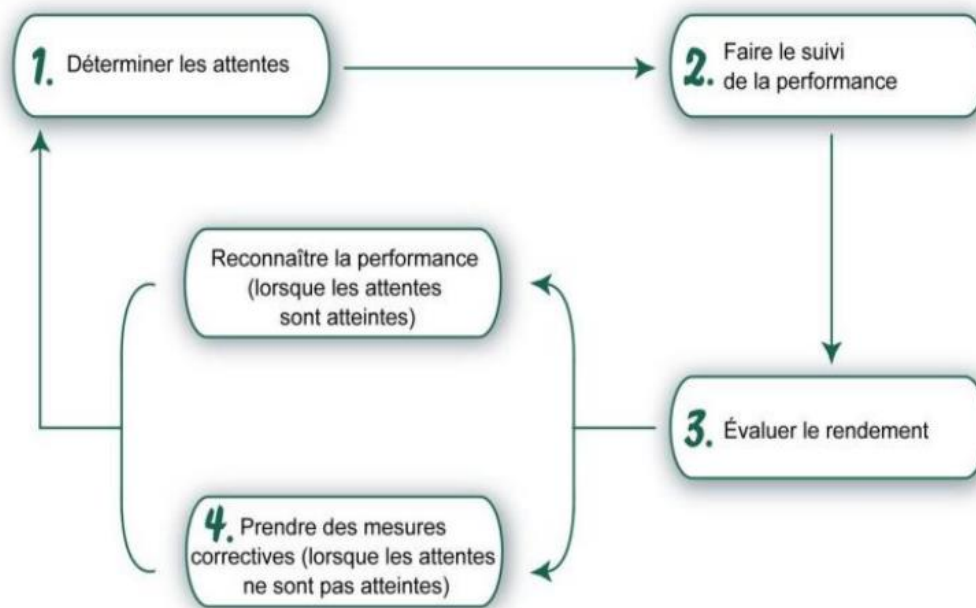 1. Déterminer les attentes
2. Faire le suivi
de la performance
Reconnaître la performance
(lorsque les attentes
sont atteintes)
3. Évaluer le rendement
4. Prendre des mesures
correctives (lorsque les attentes
ne sont pas atteintes)